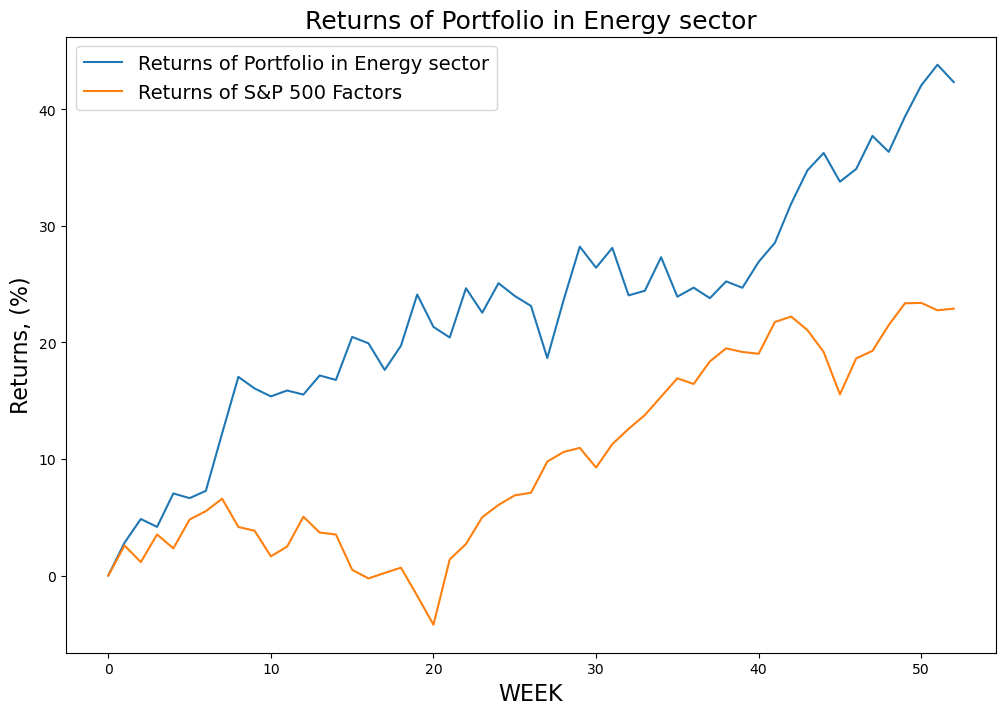 Returns of Portfolio in Energy sector
Returns of Portfolio in Energy sector
Returns of S&P 500 Factors
Returns, (%)
40
30
20
10
0
0 10 20 30 40 50
WEEK